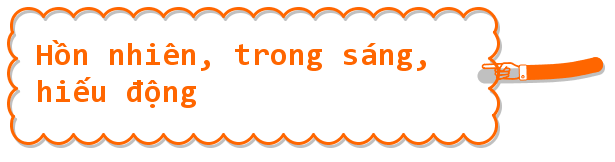 Hồn nhiên, trong sáng,
hiếu động